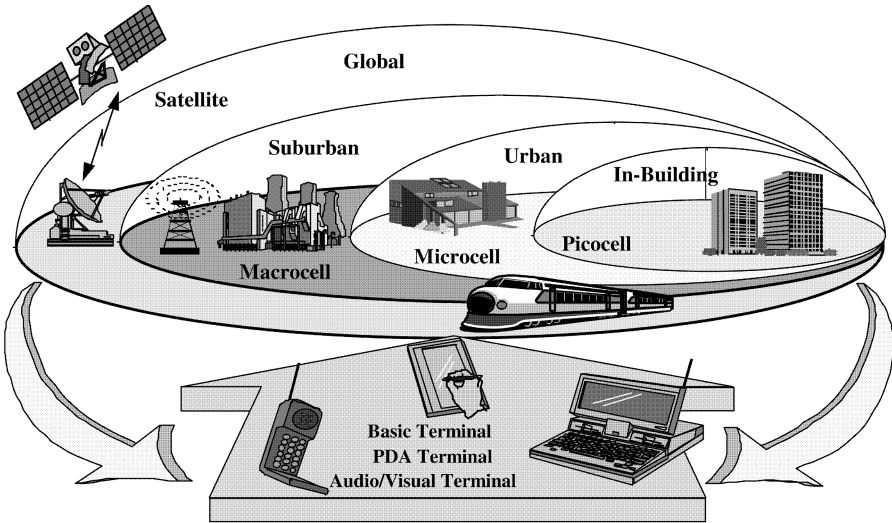 Global
Satellite
Suburban
Urban
In-Building
Picocell
Microcell
Macrocell
Basic Terminal
PDA Terminal
Audio/Visual Terminal